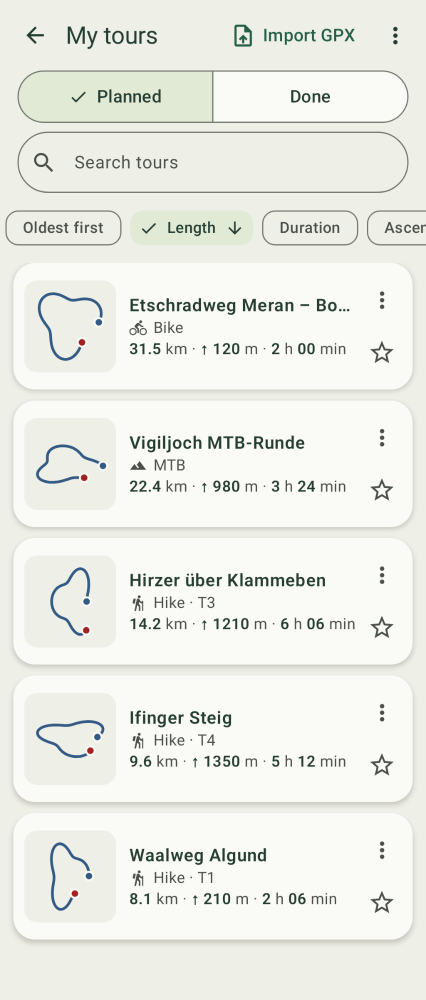 My tours
Import GPX
Planned
Done
Search tours
Oldest first
Length
Duration
Ascer
Etschradweg Meran – Bo...
Bike
31.5 km · ↑ 120 m · 2 h 00 min
Vigiljoch MTB-Runde
MTB
22.4 km · ↑ 980 m · 3 h 24 min
Hirzer über Klammeben
Hike · T3
14.2 km · ↑ 1210 m · 6 h 06 min
Ifinger Steig
Hike · T4
9.6 km · ↑ 1350 m · 5 h 12 min
Waalweg Algund
Hike · T1
8.1 km · ↑ 210 m · 2 h 06 min